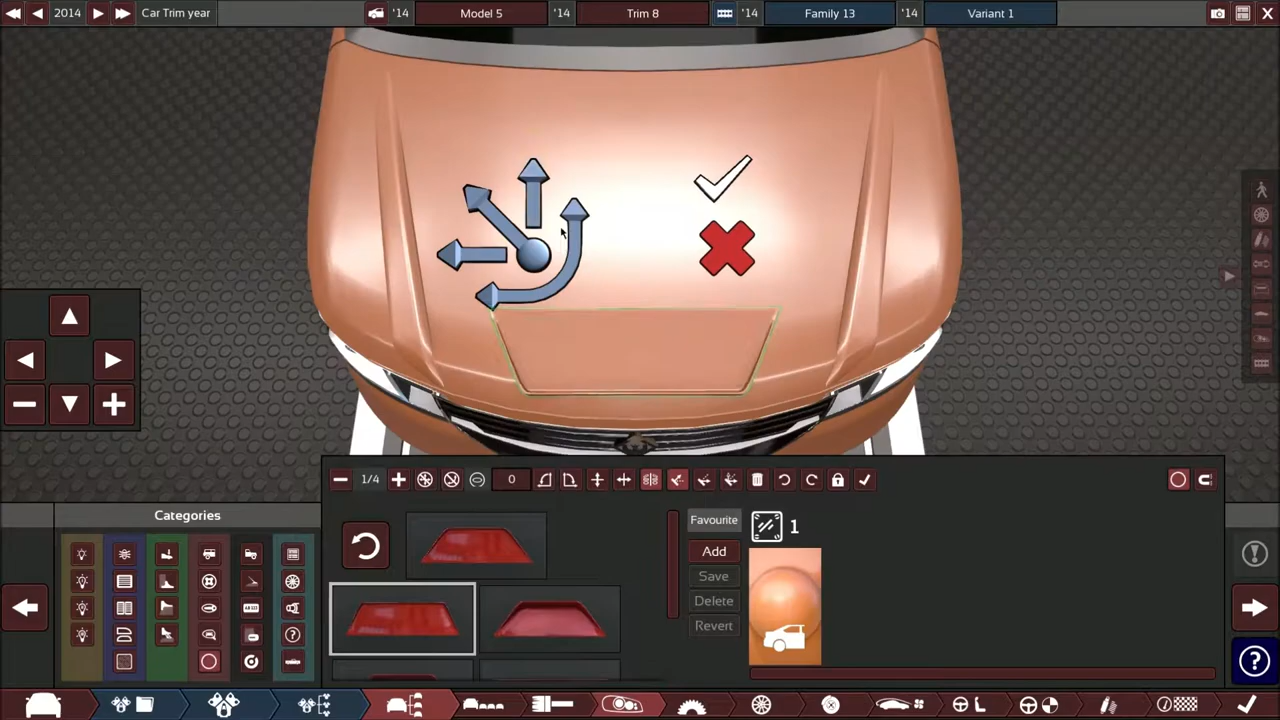 2014 Car Trim year '14 Model 5 '14 Trim 8 '14 Family 13 '14 Variant 1
1/4 0
Categories
Favourite 1
Add
Save
Delete
Revert
?